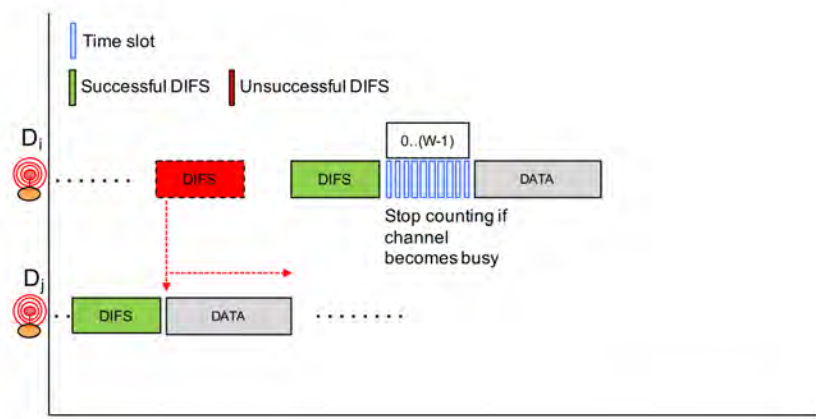 Time slot
Successful DIFS
Unsuccessful DIFS
Di
0..(W-1)
DIFS
DIFS
DATA
Stop counting if
channel
becomes busy
Dj
DIFS
DATA